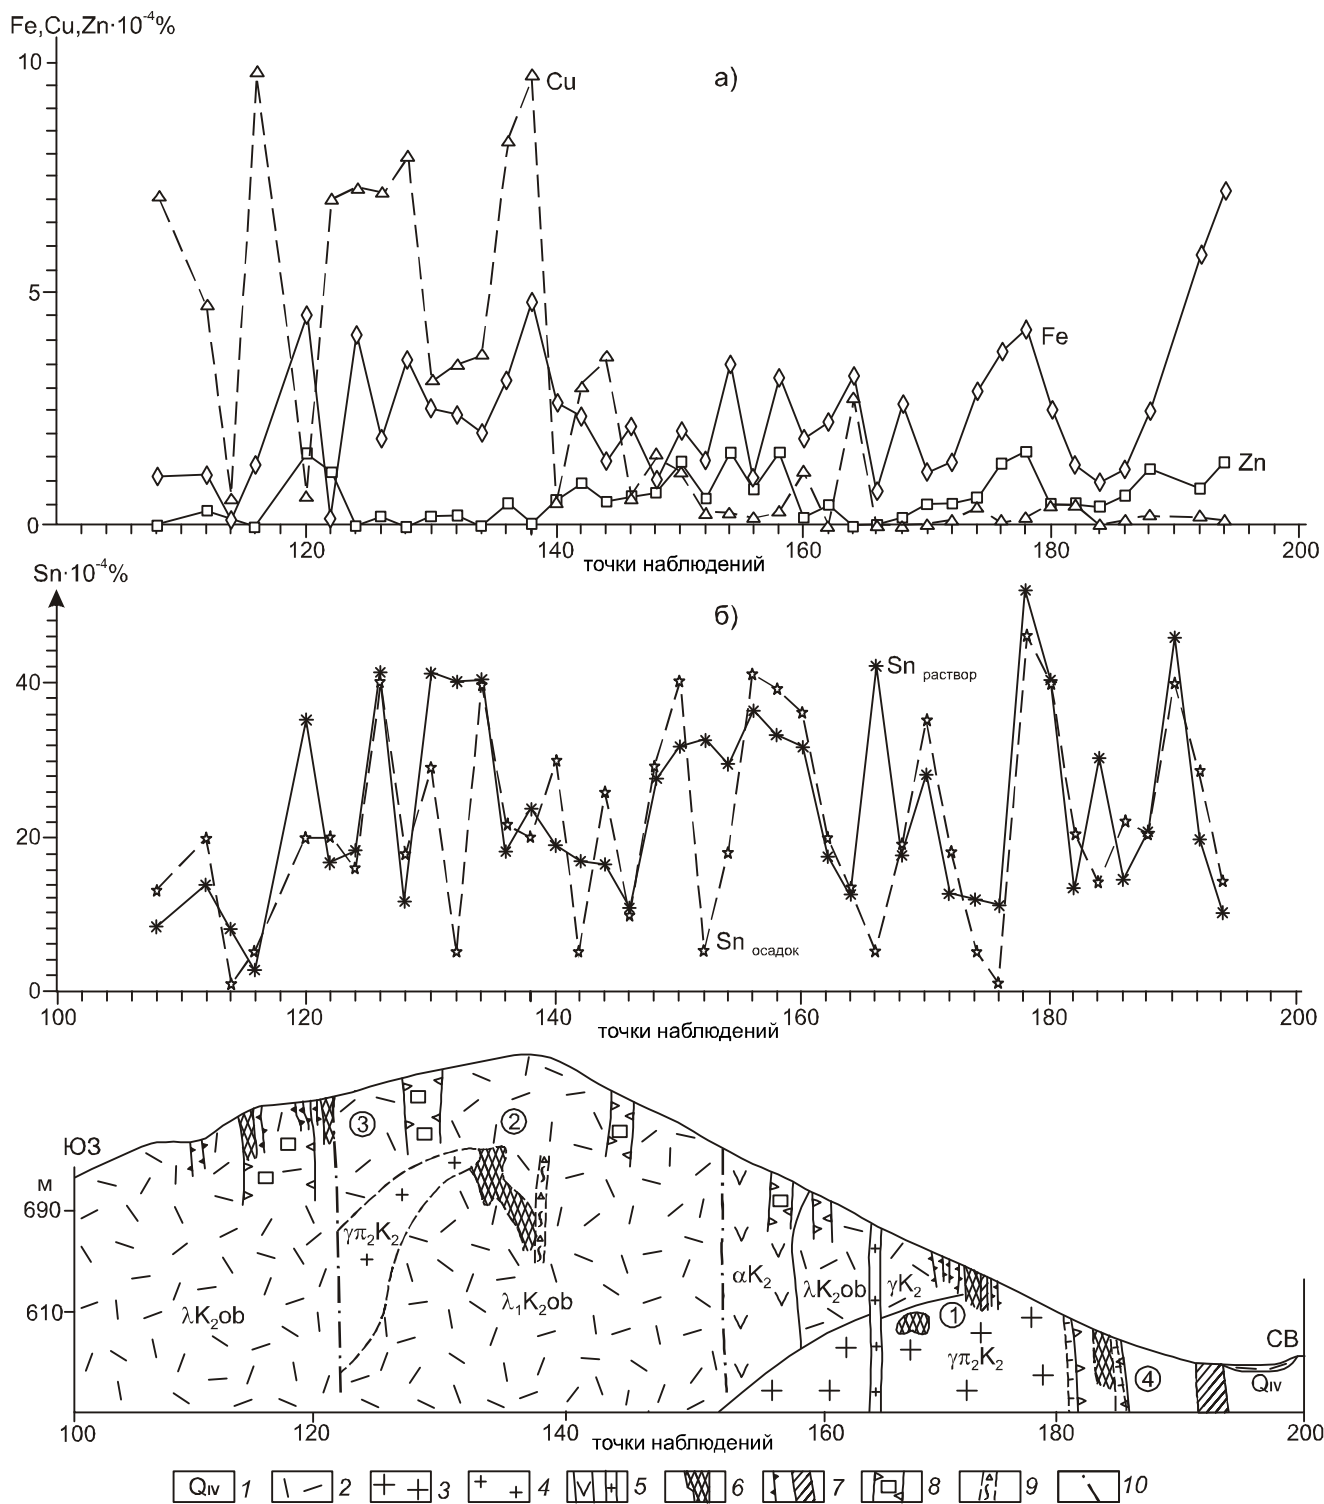 Fe,Cu,Zn·10⁻⁴%
а)
10
Cu
5
Fe
Zn
0
120
140
160
180
200
точки наблюдений
Sn·10⁻⁴%
б)
40
Sn раствор
20
Sn осадок
0
100
120
140
160
180
200
точки наблюдений
ЮЗ
м
690
610
3
2
γπ₂K₂
λK₂ob
λ₁K₂ob
αK₂
λK₂ob
γK₂
1
γπ₂K₂
4
СВ
QIV
100
120
140
160
180
200
точки наблюдений
QIV 1 2 3 4 5 6 7 8 9 10